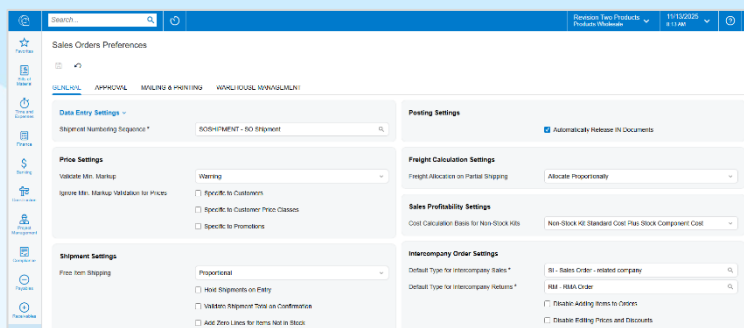 Search...
Revision Two Products
Products Wholesale
11/13/2025
8:13 AM
Favorites
Bills of Material
Time and Expenses
Finance
Banking
Project Management
Compliance
Payables
Receivables
Sales Orders Preferences
GENERAL APPROVAL MAILING & PRINTING WAREHOUSE MANAGEMENT
Data Entry Settings
Shipment Numbering Sequence * SOSHIPMENT - SO Shipment
Price Settings
Validate Min. Markup Warning
Ignore Min. Markup Validation for Prices Specific to Customers
Specific to Customer Price Classes
Specific to Promotions
Shipment Settings
Free Item Shipping Proportional
Hold Shipments on Entry
Validate Shipment Total on Confirmation
Add Zero Lines for Items Not in Stock
Posting Settings
Automatically Release IN Documents
Freight Calculation Settings
Freight Allocation on Partial Shipping Allocate Proportionally
Sales Profitability Settings
Cost Calculation Basis for Non-Stock Kits Non-Stock Kit Standard Cost Plus Stock Component Cost
Intercompany Order Settings
Default Type for Intercompany Sales * SI - Sales Order - related company
Default Type for Intercompany Returns * RM - RMA Order
Disable Adding Items to Orders
Disable Editing Prices and Discounts